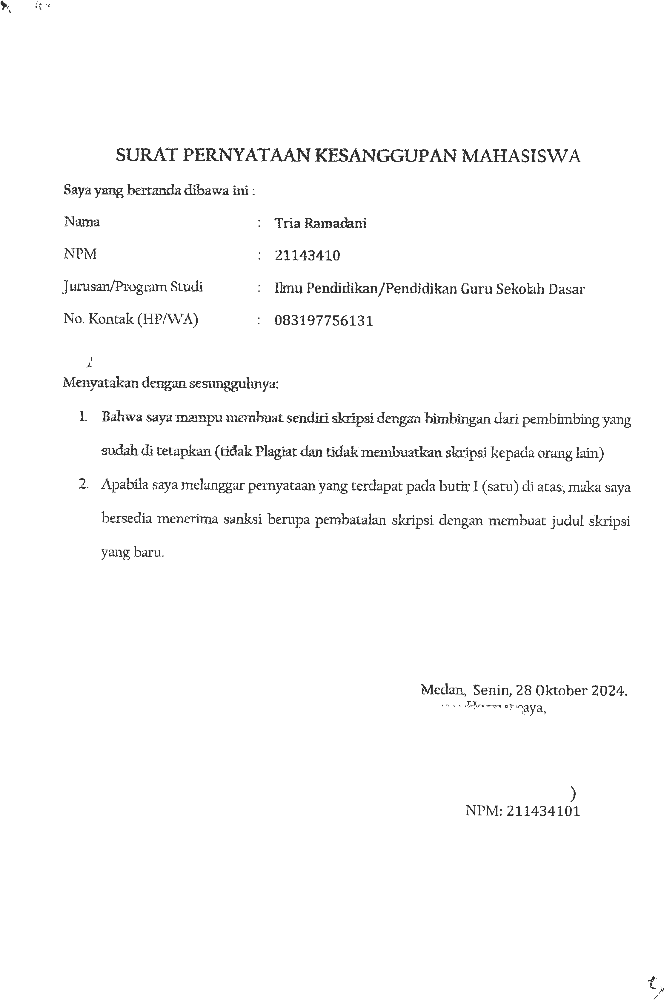 SURAT PERNYATAAN KESANGGUPAN MAHASISWA
Saya yang bertanda dibawa ini :
Nama : Tria Ramadani
NPM : 21143410
Jurusan/Program Studi : Ilmu Pendidikan/Pendidikan Guru Sekolah Dasar
No. Kontak (HP/WA) : 083197756131
Menyatakan dengan sesungguhnya:
1. Bahwa saya mampu membuat sendiri skripsi dengan bimbingan dari pembimbing yang
sudah di tetapkan (tidak Plagiat dan tidak membuatkan skripsi kepada orang lain)
2. Apabila saya melanggar pernyataan yang terdapat pada butir I (satu) di atas, maka saya
bersedia menerima sanksi berupa pembatalan skripsi dengan membuat judul skripsi
yang baru.
Medan, Senin, 28 Oktober 2024.
saya,
)
NPM: 211434101